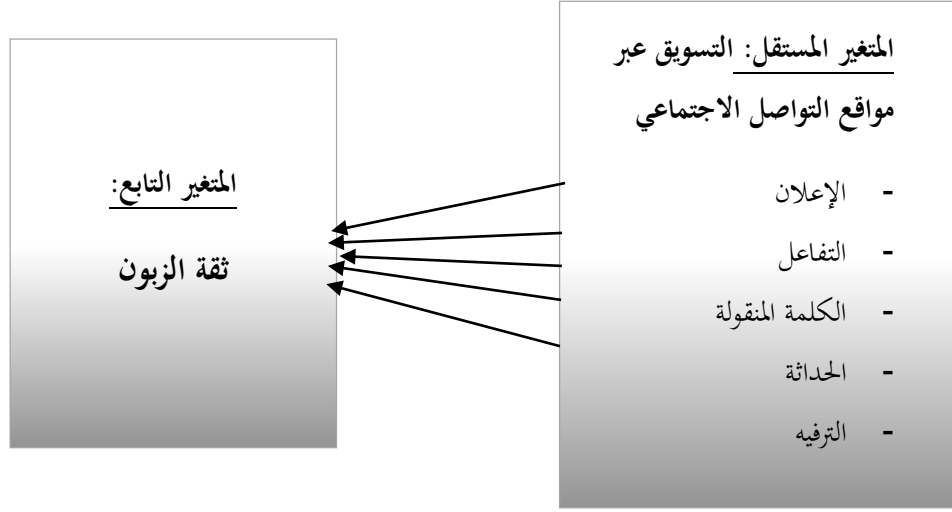 المتغير المستقل: التسويق عبر
مواقع التواصل الاجتماعي
- الإعلان
- التفاعل
- الكلمة المنقولة
- الحداثة
- الترفيه
المتغير التابع:
ثقة الزبون